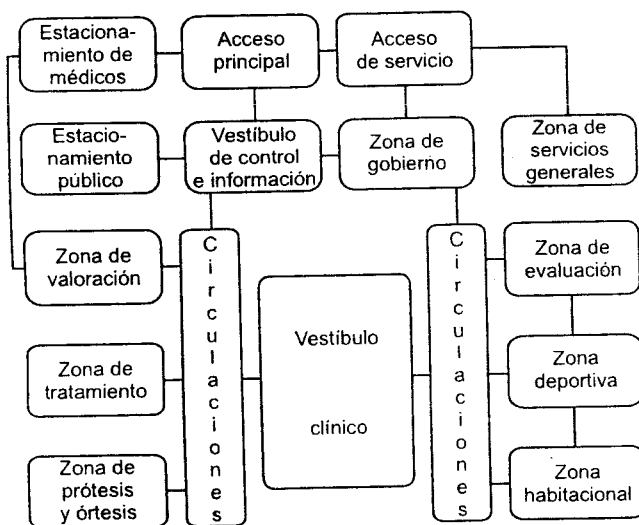 Estaciona-
miento de
médicos
Acceso
principal
Acceso
de servicio
Estacio-
namiento
público
Vestíbulo
de control
e información
Zona de
gobierno
Zona de
servicios
generales
Zona de
valoración
Circulaciones
Vestíbulo
clínico
Circulaciones
Zona de
evaluación
Zona de
tratamiento
Zona
deportiva
Zona de
prótesis
y órtesis
Zona
habitacional